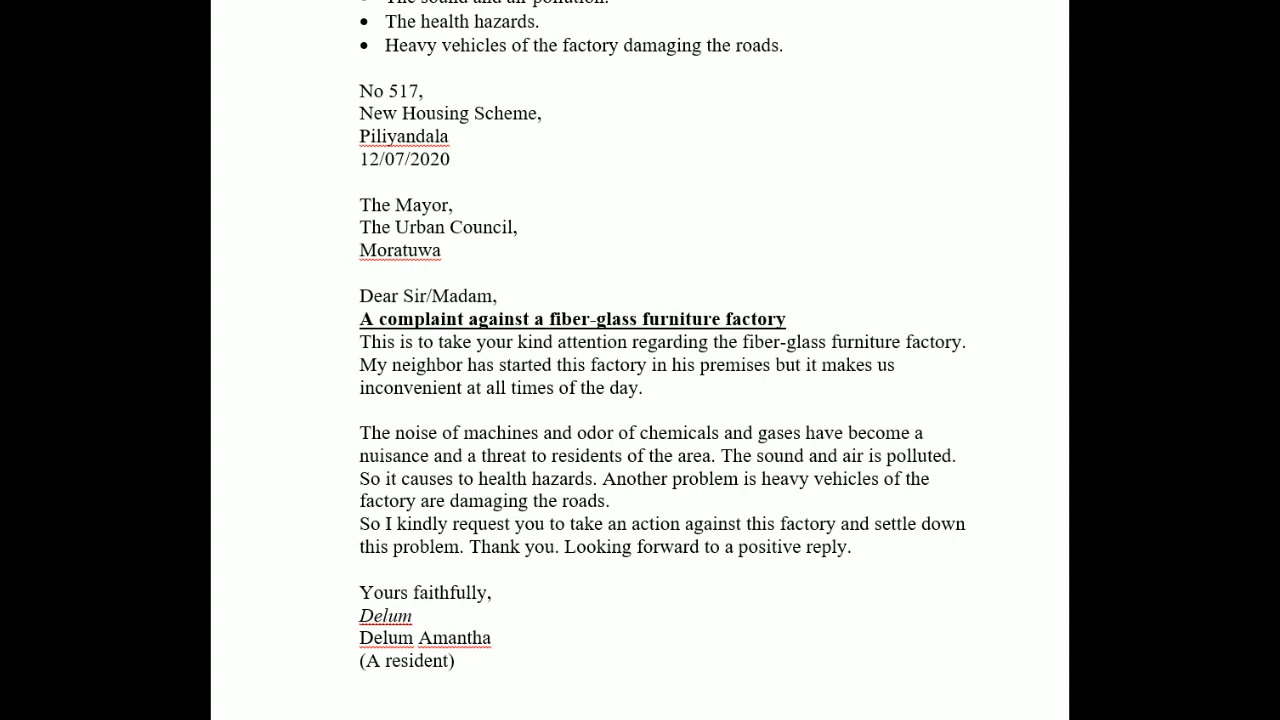 The sound and air pollution.
The health hazards.
Heavy vehicles of the factory damaging the roads.
No 517,
New Housing Scheme,
Piliyandala
12/07/2020
The Mayor,
The Urban Council,
Moratuwa
Dear Sir/Madam,
A complaint against a fiber-glass furniture factory
This is to take your kind attention regarding the fiber-glass furniture factory.
My neighbor has started this factory in his premises but it makes us
inconvenient at all times of the day.
The noise of machines and odor of chemicals and gases have become a
nuisance and a threat to residents of the area. The sound and air is polluted.
So it causes to health hazards. Another problem is heavy vehicles of the
factory are damaging the roads.
So I kindly request you to take an action against this factory and settle down
this problem. Thank you. Looking forward to a positive reply.
Yours faithfully,
Delum
Delum Amantha
(A resident)